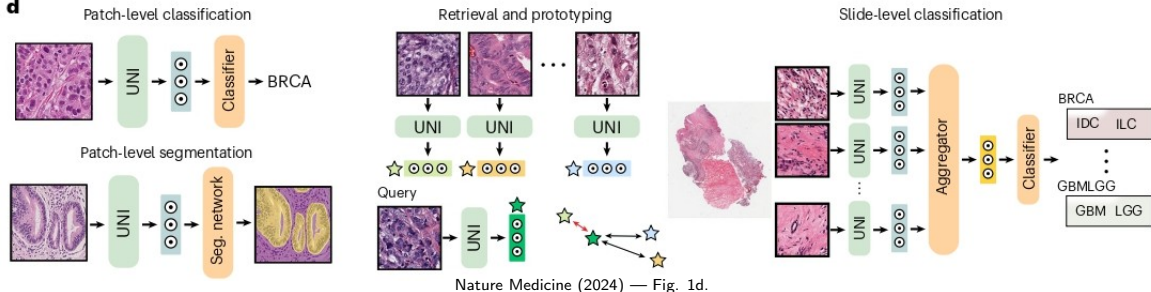 d
Patch-level classification
UNI
Classifier
BRCA
Patch-level segmentation
UNI
Seg. network
Retrieval and prototyping
UNI
UNI
UNI
Query
UNI
Slide-level classification
UNI
UNI
UNI
Aggregator
Classifier
BRCA
IDC ILC
GBMLGG
GBM LGG
Nature Medicine (2024) — Fig. 1d.